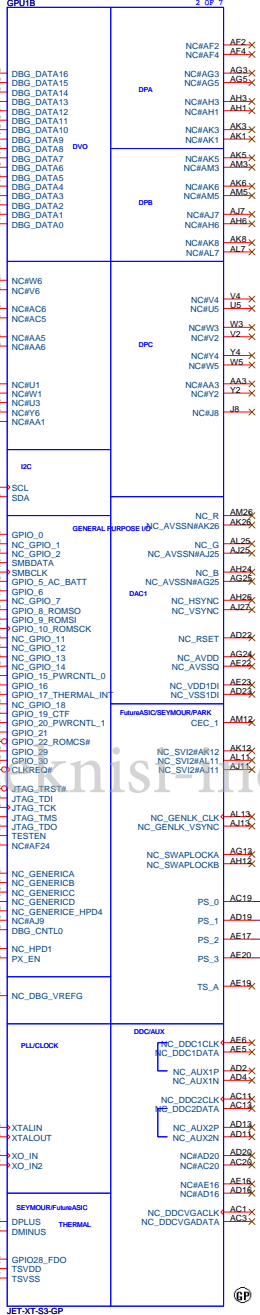 GPU1B 2 OF 7
DPA
NC#AF2 AF2
NC#AF4 AF4
NC#AG3 AG3
NC#AG5 AG5
NC#AH3 AH3
NC#AH1 AH1
NC#AK3 AK3
NC#AK1 AK1
DVO
DBG_DATA16
DBG_DATA15
DBG_DATA14
DBG_DATA13
DBG_DATA12
DBG_DATA11
DBG_DATA10
DBG_DATA9
DBG_DATA8
DBG_DATA7
DBG_DATA6
DBG_DATA5
DBG_DATA4
DBG_DATA3
DBG_DATA2
DBG_DATA1
DBG_DATA0
DPB
NC#AK5 AK5
NC#AM3 AM3
NC#AK6 AK6
NC#AM5 AM5
NC#AJ7 AJ7
NC#AH6 AH6
NC#AK8 AK8
NC#AL7 AL7
NC#W6
NC#V6
NC#AC6
NC#AC5
NC#AA5
NC#AA6
NC#U1
NC#W1
NC#U3
NC#Y6
NC#AA1
DPC
NC#V4 V4
NC#U5 U5
NC#W3 W3
NC#V2 V2
NC#Y4 Y4
NC#W5 W5
NC#AA3 AA3
NC#Y2 Y2
NC#J8 J8
I2C
SCL
SDA
GENERAL PURPOSE I/O
GPIO_0
NC_GPIO_1
NC_GPIO_2
SMBDATA
SMBCLK
GPIO_5_AC_BATT
GPIO_6
NC_GPIO_7
GPIO_8_ROMSO
GPIO_9_ROMSI
GPIO_10_ROMSCK
NC_GPIO_11
NC_GPIO_12
NC_GPIO_13
NC_GPIO_14
GPIO_15_PWRCNTL_0
GPIO_16
GPIO_17_THERMAL_INT
NC_GPIO_18
GPIO_19_CTF
GPIO_20_PWRCNTL_1
GPIO_21
GPIO_22_ROMCS#
GPIO_29
GPIO_30
CLKREQ#
JTAG_TRST#
JTAG_TDI
JTAG_TCK
JTAG_TMS
JTAG_TDO
TESTEN
NC#AF24
NC_GENERICA
NC_GENERICB
NC_GENERICC
NC_GENERICD
NC_GENERICE_HPD4
NC#AJ9
DBG_CNTL0
NC_HPD1
PX_EN
DAC1
NC_R AM26
NC_AVSSN#AK26 AK26
NC_G AL25
NC_AVSSN#AJ25 AJ25
NC_B AH24
NC_AVSSN#AG25 AG25
NC_HSYNC AH26
NC_VSYNC AJ27
NC_RSET AD22
NC_AVDD AG24
NC_AVSSQ AE22
NC_VDD1DI AE23
NC_VSS1DI AD23
FutureASIC/SEYMOUR/PARK
CEC_1 AM12
NC_SVI2#AK12 AK12
NC_SVI2#AL11 AL11
NC_SVI2#AJ11 AJ11
NC_GENLK_CLK AL13
NC_GENLK_VSYNC AJ13
NC_SWAPLOCKA AG13
NC_SWAPLOCKB AH12
PS_0 AC19
PS_1 AD19
PS_2 AE17
PS_3 AE20
TS_A AE19
NC_DBG_VREFG
PLL/CLOCK
XTALIN
XTALOUT
XO_IN
XO_IN2
DDC/AUX
NC_DDC1CLK AE6
NC_DDC1DATA AE5
NC_AUX1P AD2
NC_AUX1N AD4
NC_DDC2CLK AC11
NC_DDC2DATA AC13
NC_AUX2P AD13
NC_AUX2N AD11
NC#AD20 AD20
NC#AC20 AC20
NC#AE16 AE16
NC#AD16 AD16
NC_DDCVGACLK AC1
NC_DDCVGADATA AC3
SEYMOUR/FutureASIC
THERMAL
DPLUS
DMINUS
GPIO28_FDO
TSVDD
TSVSS
GP
JET-XT-S3-GP